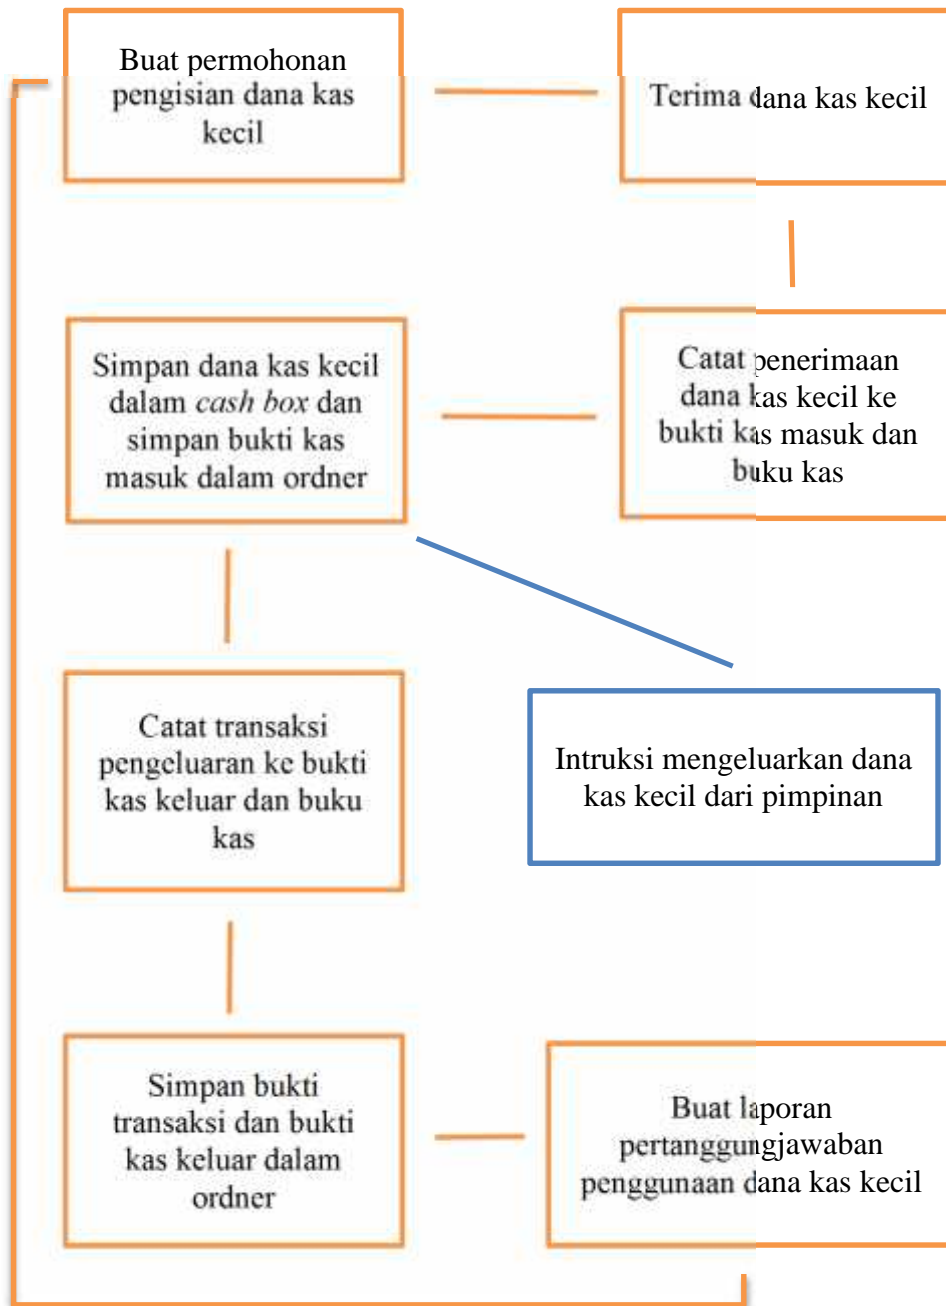 Buat permohonan
pengisian dana kas
kecil
Terima dana kas kecil
Catat penerimaan
dana kas kecil ke
bukti kas masuk dan
buku kas
Simpan dana kas kecil
dalam cash box dan
simpan bukti kas
masuk dalam ordner
Catat transaksi
pengeluaran ke bukti
kas keluar dan buku
kas
Intruksi mengeluarkan dana
kas kecil dari pimpinan
Simpan bukti
transaksi dan bukti
kas keluar dalam
ordner
Buat laporan
pertanggungjawaban
penggunaan dana kas kecil